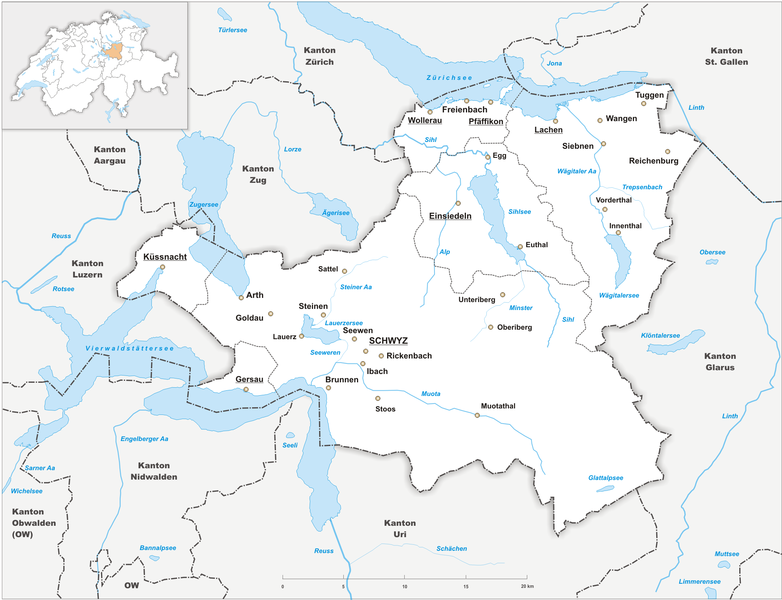 Türlersee
Kanton
Zürich
Zürichsee
Jona
Kanton
St. Gallen
Linth
Tuggen
Freienbach
Wollerau
Pfäffikon
Lachen
Wangen
Siebnen
Reichenburg
Sihl
Egg
Wägitaler Aa
Trepsenbach
Kanton
Aargau
Lorze
Kanton
Zug
Zugersee
Ägerisee
Einsiedeln
Sihlsee
Vorderthal
Innenthal
Reuss
Küssnacht
Alp
Euthal
Obersee
Kanton
Luzern
Rotsee
Sattel
Steiner Aa
Arth
Goldau
Steinen
Unteriberg
Minster
Wägitalersee
Sihl
Lauerzersee
Oberiberg
Lauerz
Seewen
SCHWYZ
Seeweren
Rickenbach
Ibach
Klöntalersee
Vierwaldstättersee
Kanton
Glarus
Gersau
Brunnen
Muota
Stoos
Muotathal
Linth
Engelberger Aa
Seeli
Sarner Aa
Wichelsee
Kanton
Nidwalden
Glattalpsee
Kanton
Obwalden
(OW)
Kanton
Uri
Reuss
Schächen
Bannalpsee
Muttsee
Limmerensee
OW
0 5 10 15 20 km